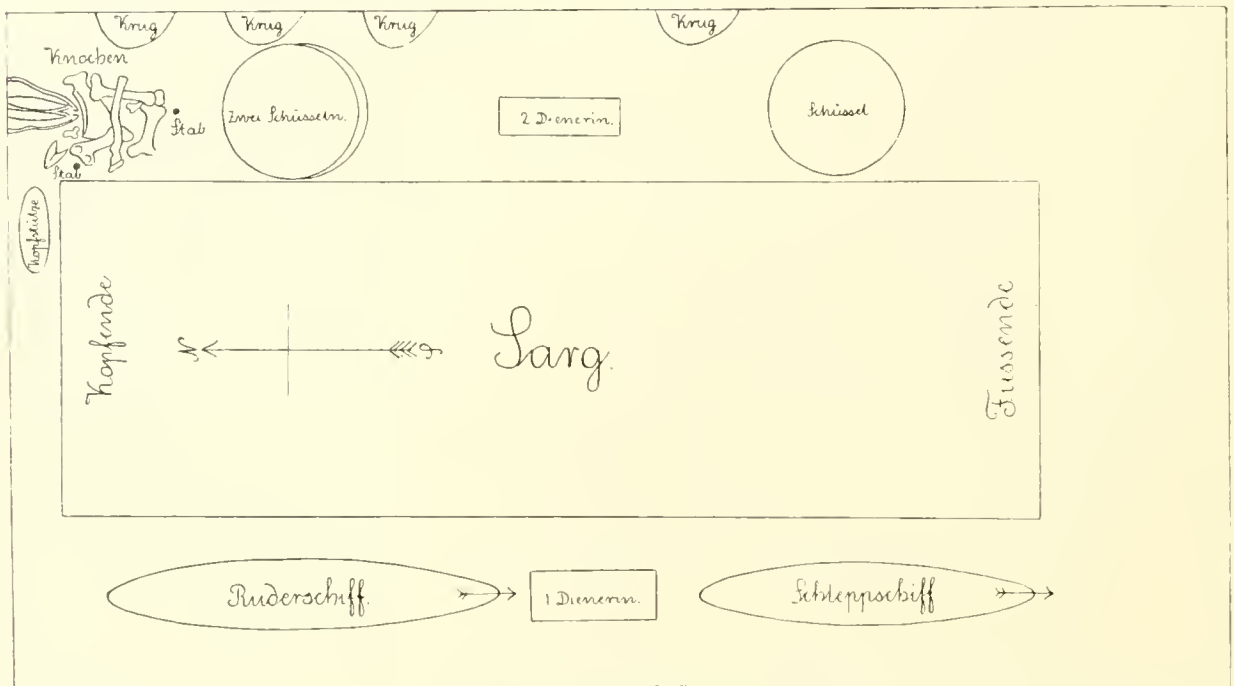 Krug
Krug
Krug
Krug
Knochen
Stab
Stab
Zwei Schüsseln.
2 Dienerin.
Schüssel
Kopfstütze
Kopfende
N
S
Sarg.
Fussende
Ruderschiff.
1 Dienerin.
Schleppschiff